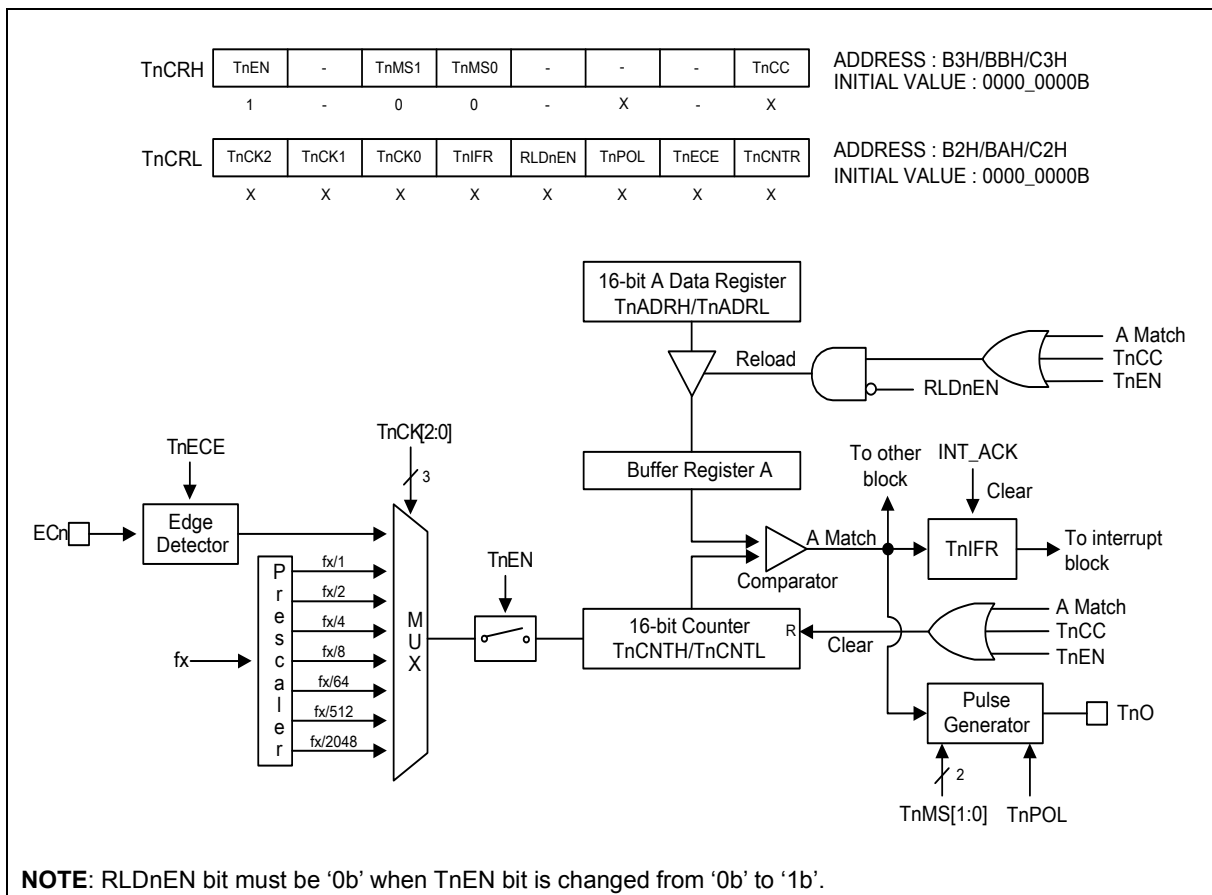 TnCRH TnEN - TnMS1 TnMS0 - - - TnCC ADDRESS : B3H/BBH/C3H
INITIAL VALUE : 0000_0000B
1 - 0 0 - X - X
TnCRL TnCK2 TnCK1 TnCK0 TnIFR RLDnEN TnPOL TnECE TnCNTR ADDRESS : B2H/BAH/C2H
INITIAL VALUE : 0000_0000B
X X X X X X X X
16-bit A Data Register
TnADRH/TnADRL
Reload
A Match
TnCC
TnEN
RLDnEN
TnECE
TnCK[2:0]
3
Buffer Register A
To other
block
INT_ACK
Clear
ECn
Edge
Detector
A Match
TnIFR
To interrupt
block
Comparator
Prescaler
fx
fx/1
fx/2
fx/4
fx/8
fx/64
fx/512
fx/2048
MUX
TnEN
16-bit Counter
TnCNTH/TnCNTL
R
Clear
A Match
TnCC
TnEN
Pulse
Generator
TnO
2
TnMS[1:0]
TnPOL
NOTE: RLDnEN bit must be ‘0b’ when TnEN bit is changed from ‘0b’ to ‘1b’.